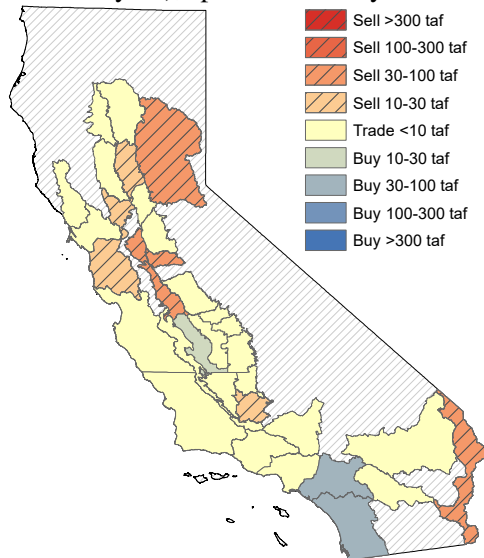 Sell >300 taf
Sell 100-300 taf
Sell 30-100 taf
Sell 10-30 taf
Trade <10 taf
Buy 10-30 taf
Buy 30-100 taf
Buy 100-300 taf
Buy >300 taf